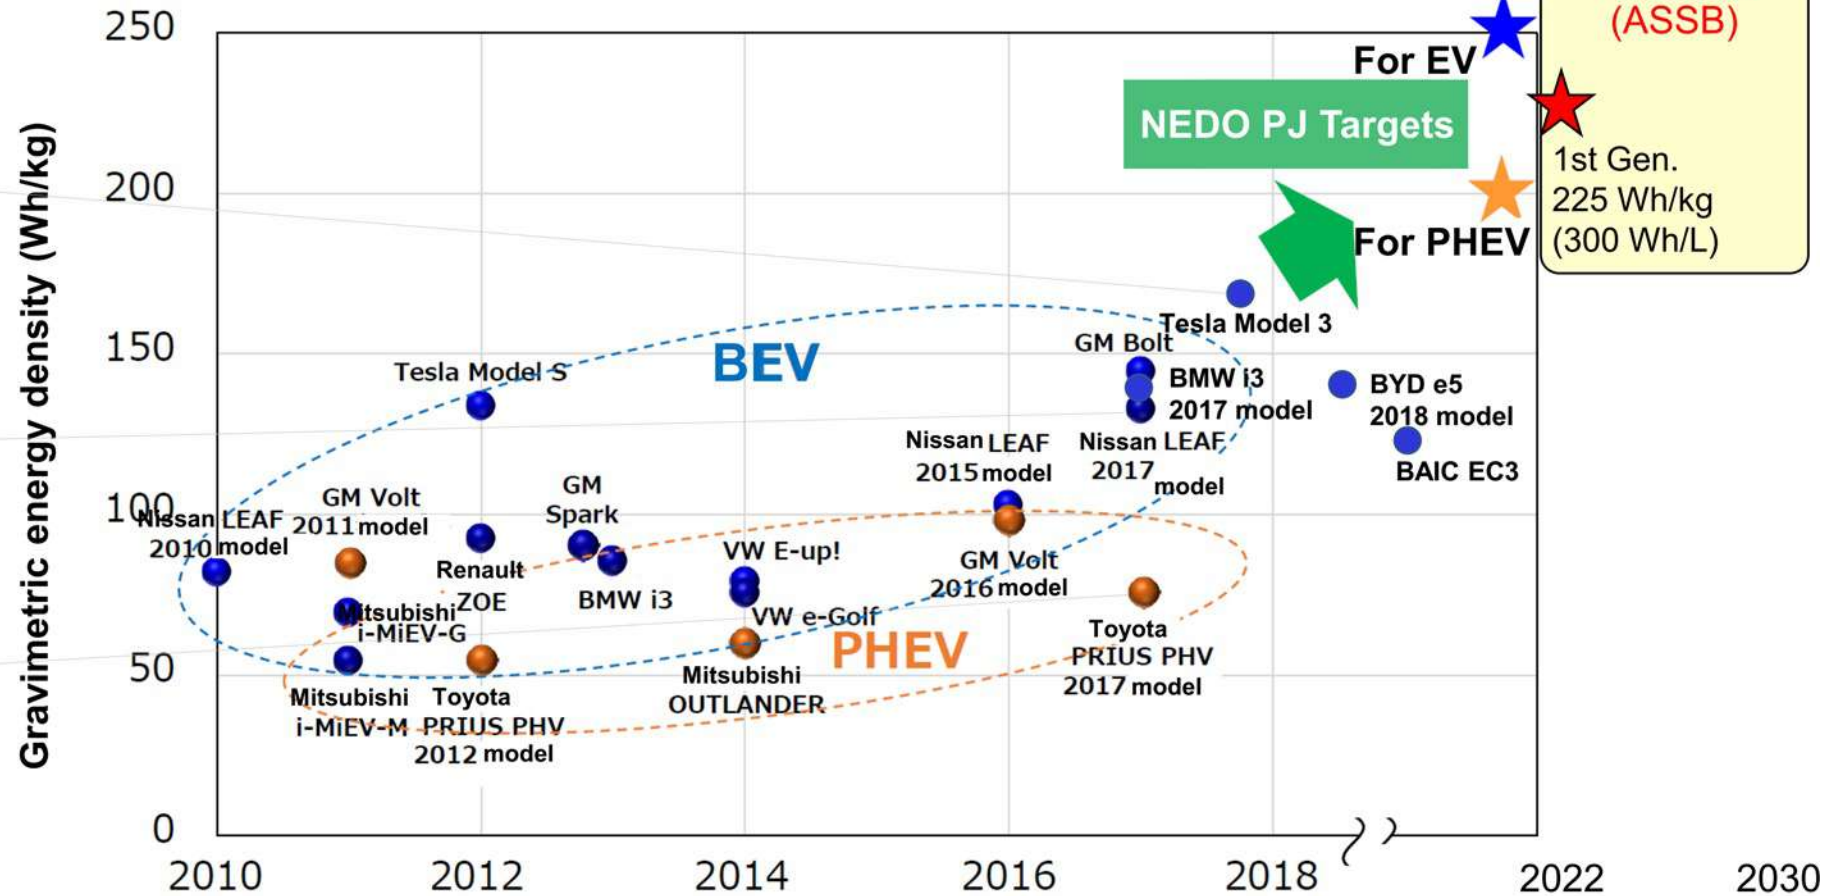 (ASSB)
250
For EV
NEDO PJ Targets
1st Gen.
225 Wh/kg
(300 Wh/L)
200
For PHEV
Gravimetric energy density (Wh/kg)
Tesla Model 3
150
BEV
GM Bolt
Tesla Model S
BMW i3
2017 model
BYD e5
2018 model
Nissan LEAF
2015 model
Nissan LEAF
2017
model
BAIC EC3
GM
Spark
GM Volt
2011 model
100
Nissan LEAF
2010 model
VW E-up!
GM Volt
2016 model
Renault
ZOE
BMW i3
Mitsubishi
i-MiEV-G
VW e-Golf
PHEV
Toyota
PRIUS PHV
2017 model
50
Mitsubishi
OUTLANDER
Mitsubishi
i-MiEV-M
Toyota
PRIUS PHV
2012 model
0
2010
2012
2014
2016
2018
2022
2030